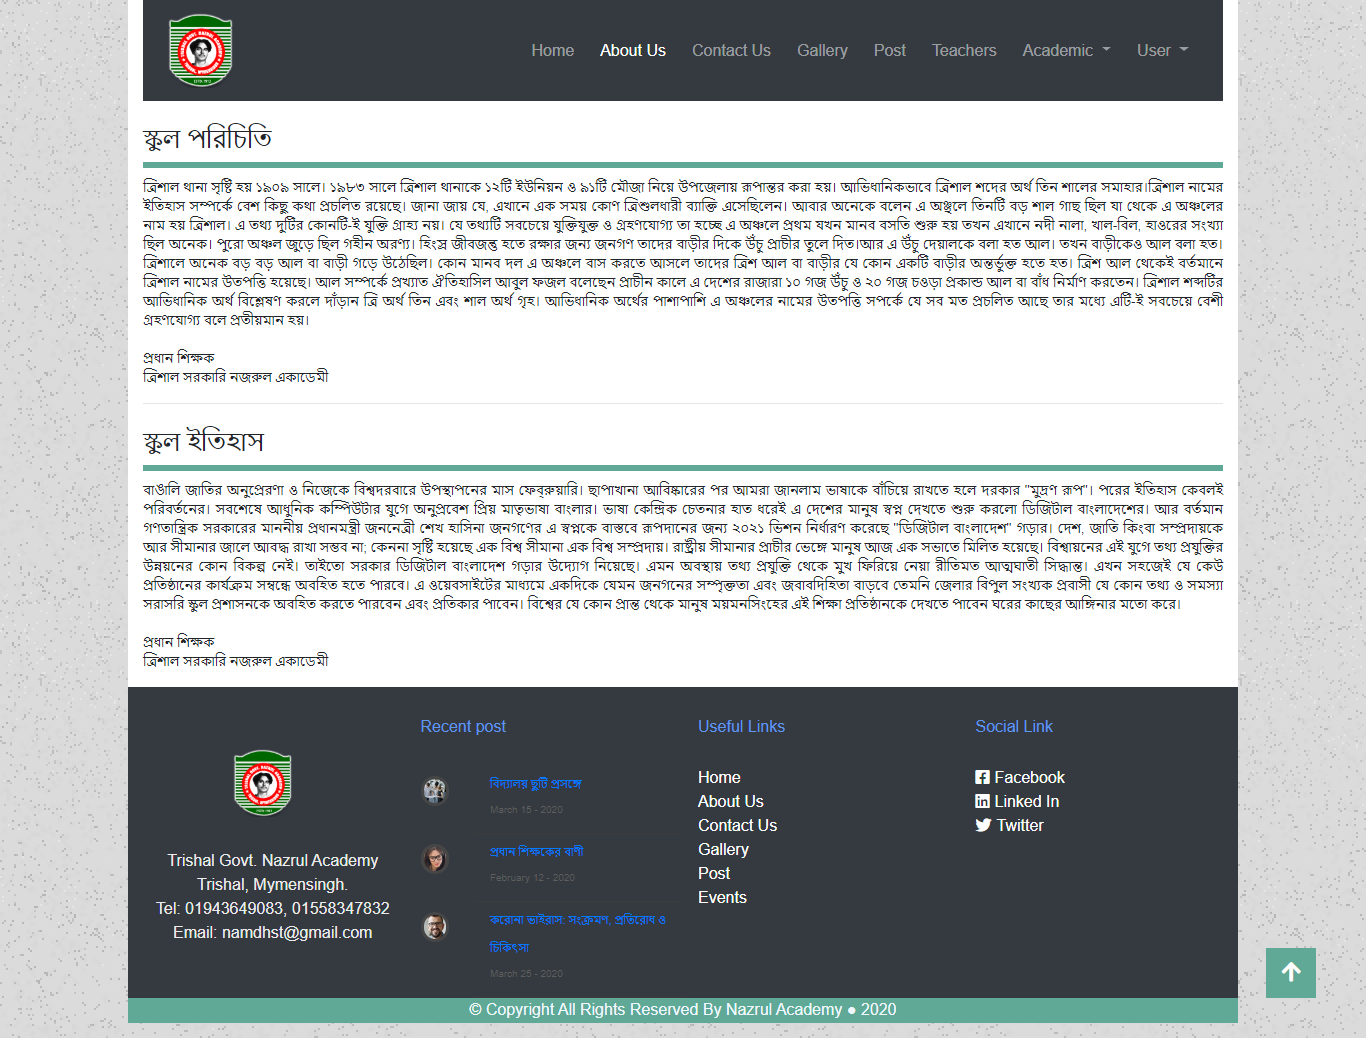 Home About Us Contact Us Gallery Post Teachers Academic User
স্কুল পরিচিতি
ত্রিশাল থানা সৃষ্টি হয় ১৯০৯ সালে। ১৯৮৩ সালে ত্রিশাল থানাকে ১২টি ইউনিয়ন ও ৯১টি মৌজা নিয়ে উপজেলায় রূপান্তর করা হয়। আভিধানিকভাবে ত্রিশাল শদের অর্থ তিন শালের সমাহার।ত্রিশাল নামের
ইতিহাস সম্পর্কে বেশ কিছু কথা প্রচলিত রয়েছে। জানা জায় যে, এখানে এক সময় কোণ ত্রিশুলধারী ব্যাক্তি এসেছিলেন। আবার অনেকে বলেন এ অঞ্ছলে তিনটি বড় শাল গাছ ছিল যা থেকে এ অঞ্চলের
নাম হয় ত্রিশাল। এ তথ্য দুটির কোনটি-ই যুক্তি গ্রাহ্য নয়। যে তথ্যটি সবচেয়ে যুক্তিযুক্ত ও গ্রহণযোগ্য তা হচ্ছে এ অঞ্চলে প্রথম যখন মানব বসতি শুরু হয় তখন এখানে নদী নালা, খাল-বিল, হাওরের সংখ্যা
ছিল অনেক। পুরো অঞ্চল জুড়ে ছিল গহীন অরণ্য। হিংস্র জীবজন্তু হতে রক্ষার জন্য জনগণ তাদের বাড়ীর দিকে উঁচু প্রাচীর তুলে দিত।আর এ উঁচু দেয়ালকে বলা হত আল। তখন বাড়ীকেও আল বলা হত।
ত্রিশালে অনেক বড় বড় আল বা বাড়ী গড়ে উঠেছিল। কোন মানব দল এ অঞ্চলে বাস করতে আসলে তাদের ত্রিশ আল বা বাড়ীর যে কোন একটি বাড়ীর অন্তর্ভুক্ত হতে হত। ত্রিশ আল থেকেই বর্তমানে
ত্রিশাল নামের উতপত্তি হয়েছে। আল সম্পর্কে প্রখ্যাত ঐতিহাসিল আবুল ফজল বলেছেন প্রাচীন কালে এ দেশের রাজারা ১০ গজ উঁচু ও ২০ গজ চওড়া প্রকান্ড আল বা বাঁধ নির্মাণ করতেন। ত্রিশাল শব্দটির
আভিধানিক অর্থ বিশ্লেষণ করলে দাঁড়ান ত্রি অর্থ তিন এবং শাল অর্থ গৃহ। আভিধানিক অর্থের পাশাপাশি এ অঞ্চলের নামের উতপত্তি সপর্কে যে সব মত প্রচলিত আছে তার মধ্যে এটি-ই সবচেয়ে বেশী
গ্রহণযোগ্য বলে প্রতীয়মান হয়।
প্রধান শিক্ষক
ত্রিশাল সরকারি নজরুল একাডেমী
স্কুল ইতিহাস
বাঙালি জাতির অনুপ্রেরণা ও নিজেকে বিশ্বদরবারে উপস্থাপনের মাস ফেব্রুয়ারি। ছাপাখানা আবিষ্কারের পর আমরা জানলাম ভাষাকে বাঁচিয়ে রাখতে হলে দরকার "মুদ্রণ রূপ"। পরের ইতিহাস কেবলই
পরিবর্তনের। সবশেষে আধুনিক কম্পিউটার যুগে অনুপ্রবেশ প্রিয় মাতৃভাষা বাংলার। ভাষা কেন্দ্রিক চেতনার হাত ধরেই এ দেশের মানুষ স্বপ্ন দেখতে শুরু করলো ডিজিটাল বাংলাদেশের। আর বর্তমান
গণতান্ত্রিক সরকারের মাননীয় প্রধানমন্ত্রী জননেত্রী শেখ হাসিনা জনগণের এ স্বপ্নকে বাস্তবে রূপদানের জন্য ২০২১ ভিশন নির্ধারণ করেছে "ডিজিটাল বাংলাদেশ" গড়ার। দেশ, জাতি কিংবা সম্প্রদায়কে
আর সীমানার জালে আবদ্ধ রাখা সম্ভব না; কেননা সৃষ্টি হয়েছে এক বিশ্ব সীমানা এক বিশ্ব সম্প্রদায়। রাষ্ট্রীয় সীমানার প্রাচীর ভেঙ্গে মানুষ আজ এক সভাতে মিলিত হয়েছে। বিশ্বায়নের এই যুগে তথ্য প্রযুক্তির
উন্নয়নের কোন বিকল্প নেই। তাইতো সরকার ডিজিটাল বাংলাদেশ গড়ার উদ্যোগ নিয়েছে। এমন অবস্থায় তথ্য প্রযুক্তি থেকে মুখ ফিরিয়ে নেয়া রীতিমত আত্মঘাতী সিদ্ধান্ত। এখন সহজেই যে কেউ
প্রতিষ্ঠানের কার্যক্রম সম্বন্ধে অবহিত হতে পারবে। এ ওয়েবসাইটের মাধ্যমে একদিকে যেমন জনগনের সম্পৃক্ততা এবং জবাবদিহিতা বাড়বে তেমনি জেলার বিপুল সংখ্যক প্রবাসী যে কোন তথ্য ও সমস্যা
সরাসরি স্কুল প্রশাসনকে অবহিত করতে পারবেন এবং প্রতিকার পাবেন। বিশ্বের যে কোন প্রান্ত থেকে মানুষ ময়মনসিংহের এই শিক্ষা প্রতিষ্ঠানকে দেখতে পাবেন ঘরের কাছের আঙ্গিনার মতো করে।
প্রধান শিক্ষক
ত্রিশাল সরকারি নজরুল একাডেমী
Trishal Govt. Nazrul Academy
Trishal, Mymensingh.
Tel: 01943649083, 01558347832
Email: namdhst@gmail.com
Recent post
বিদ্যালয় ছুটি প্রসঙ্গে
March 15 - 2020
প্রধান শিক্ষকের বাণী
February 12 - 2020
করোনা ভাইরাস: সংক্রমণ, প্রতিরোধ ও
চিকিৎসা
March 25 - 2020
Useful Links
Home
About Us
Contact Us
Gallery
Post
Events
Social Link
Facebook
Linked In
Twitter
© Copyright All Rights Reserved By Nazrul Academy ● 2020